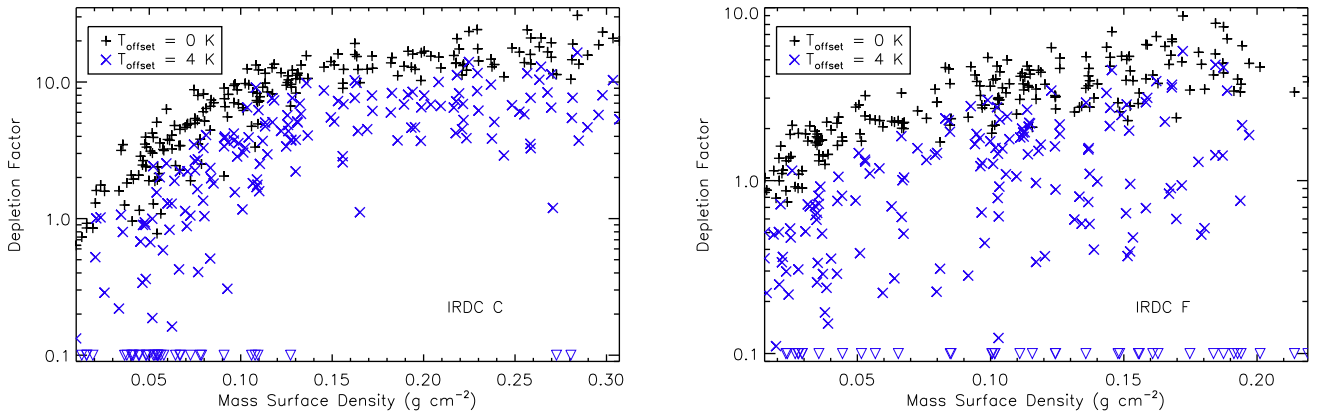 T_offset = 0 K
T_offset = 4 K
Depletion Factor
10.0
1.0
0.1
IRDC C
0.05 0.10 0.15 0.20 0.25 0.30
Mass Surface Density (g cm⁻²)
T_offset = 0 K
T_offset = 4 K
Depletion Factor
10.0
1.0
0.1
IRDC F
0.05 0.10 0.15 0.20
Mass Surface Density (g cm⁻²)